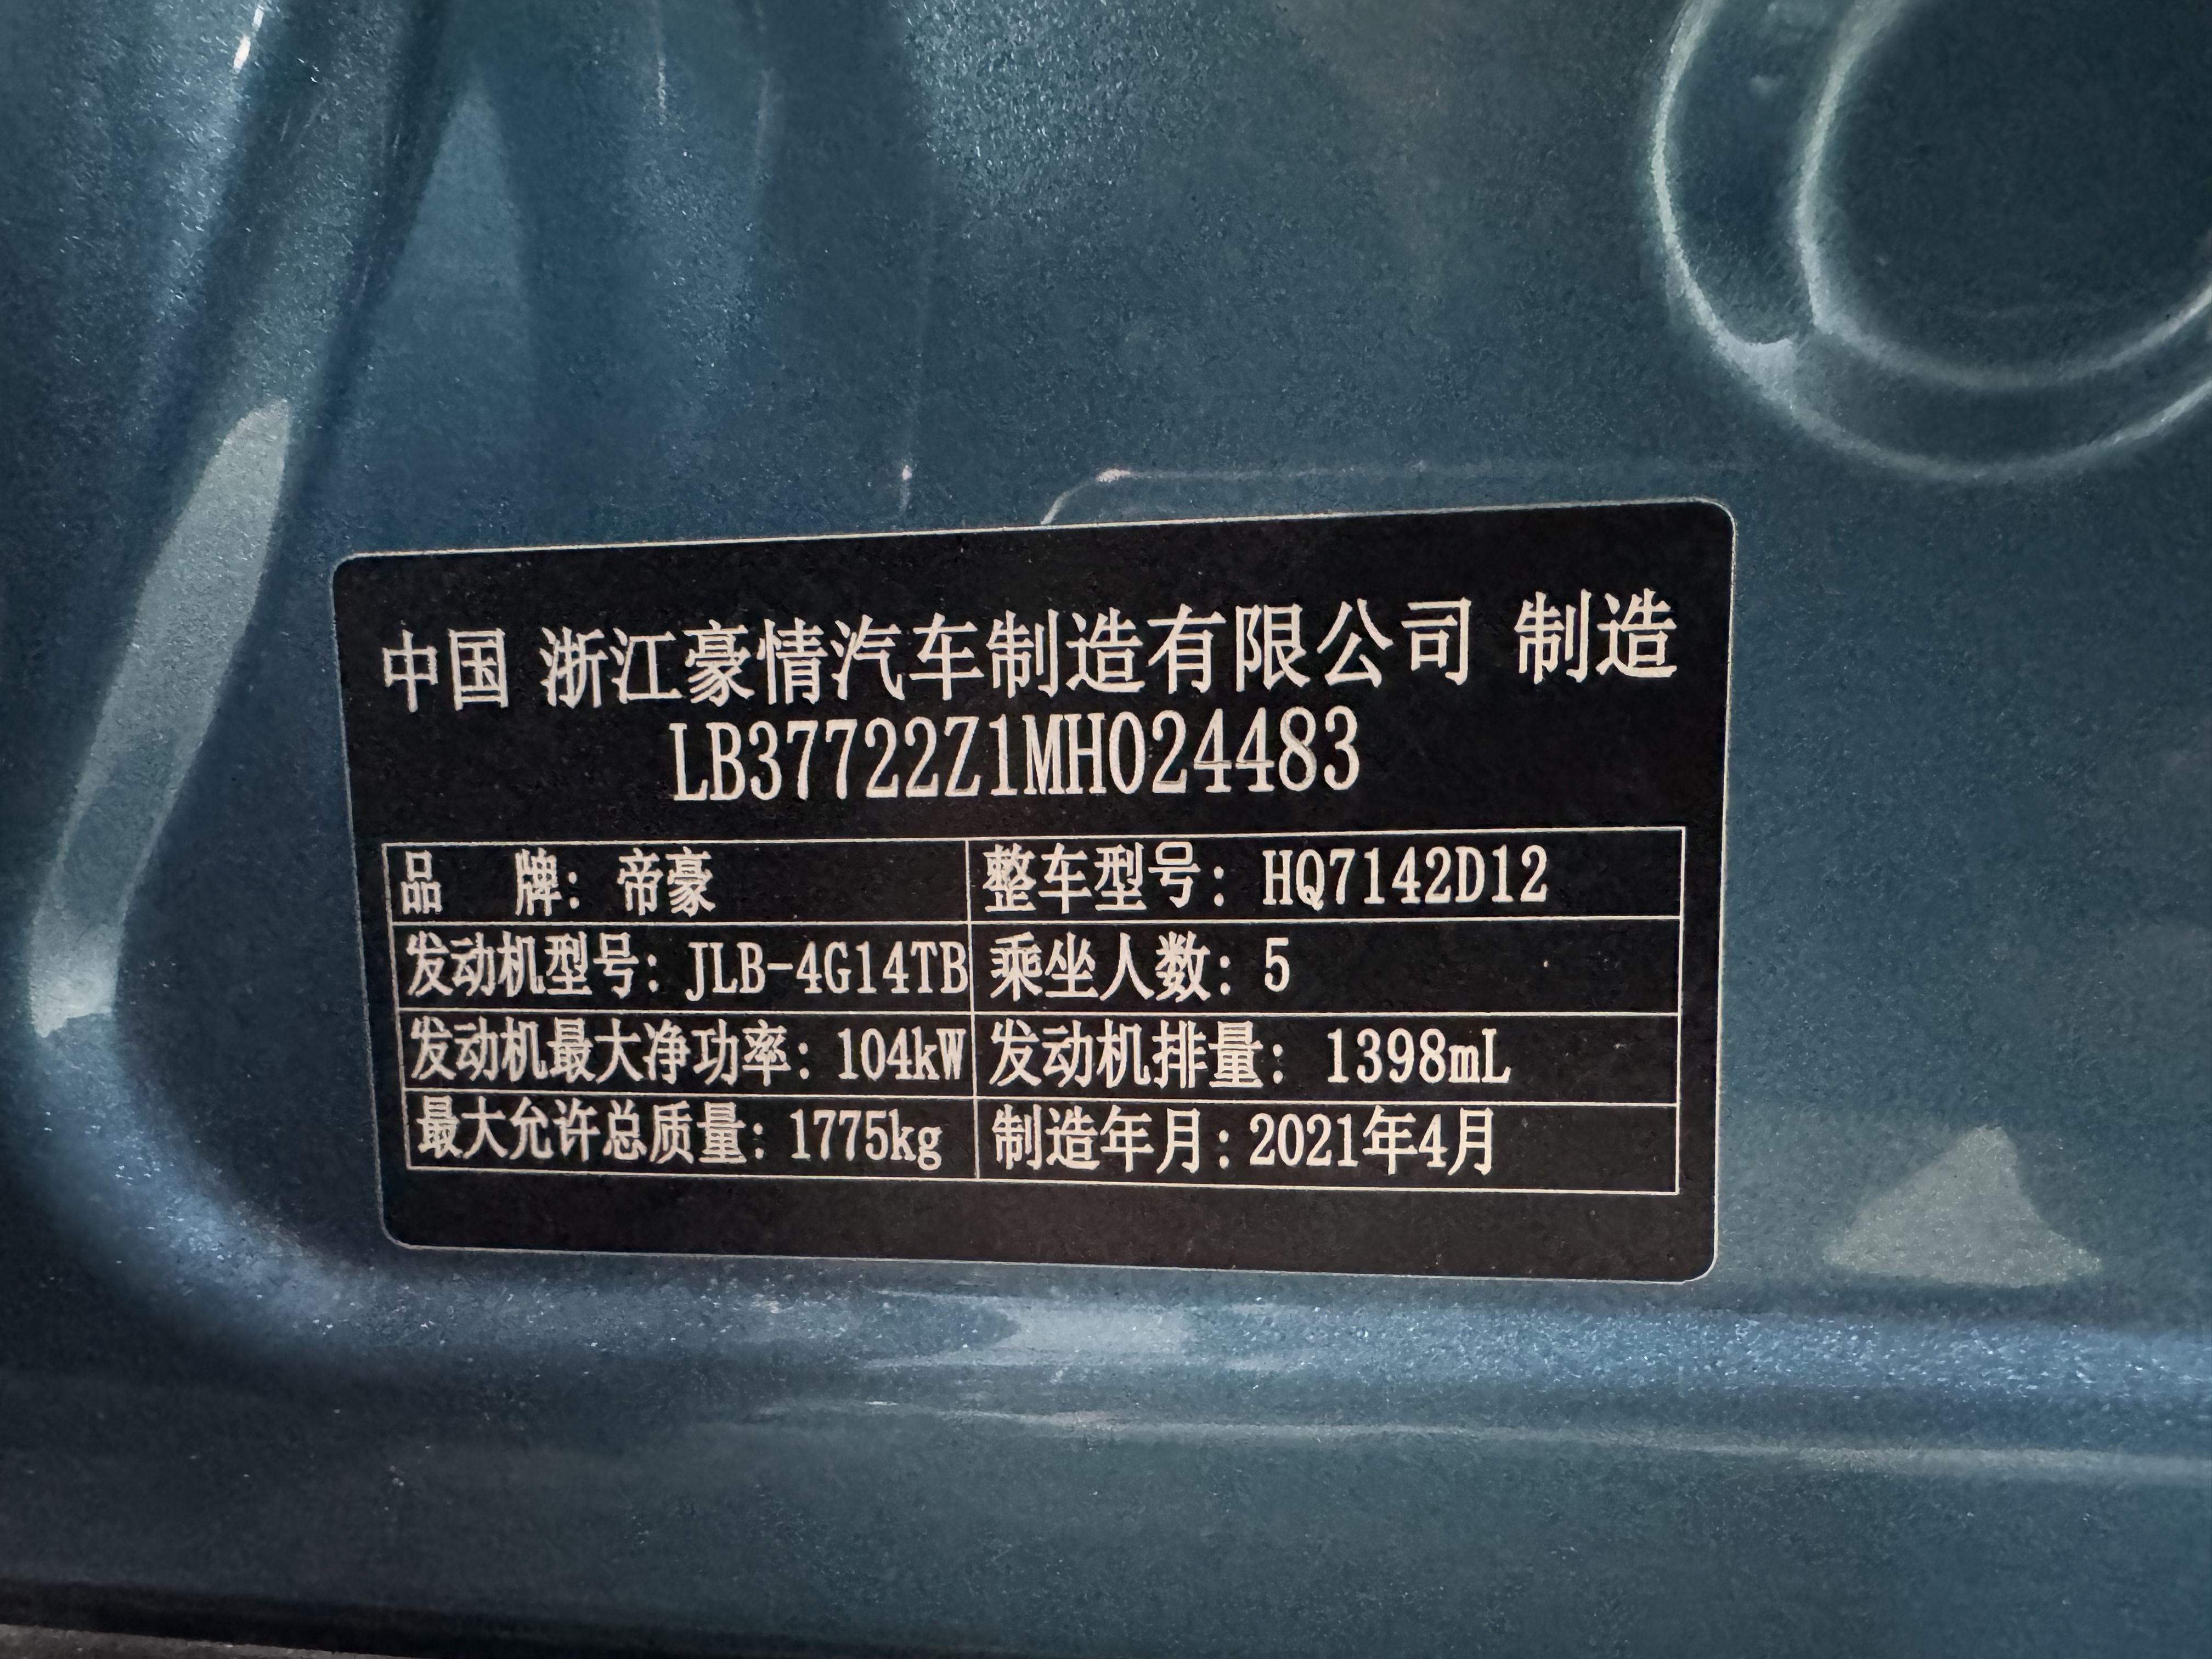 中国 浙江豪情汽车制造有限公司 制造
LB37722Z1MH024483
品 牌: 帝豪 整车型号: HQ7142D12
发动机型号: JLB-4G14TB 乘坐人数: 5
发动机最大净功率: 104kW 发动机排量: 1398mL
最大允许总质量: 1775kg 制造年月: 2021年4月